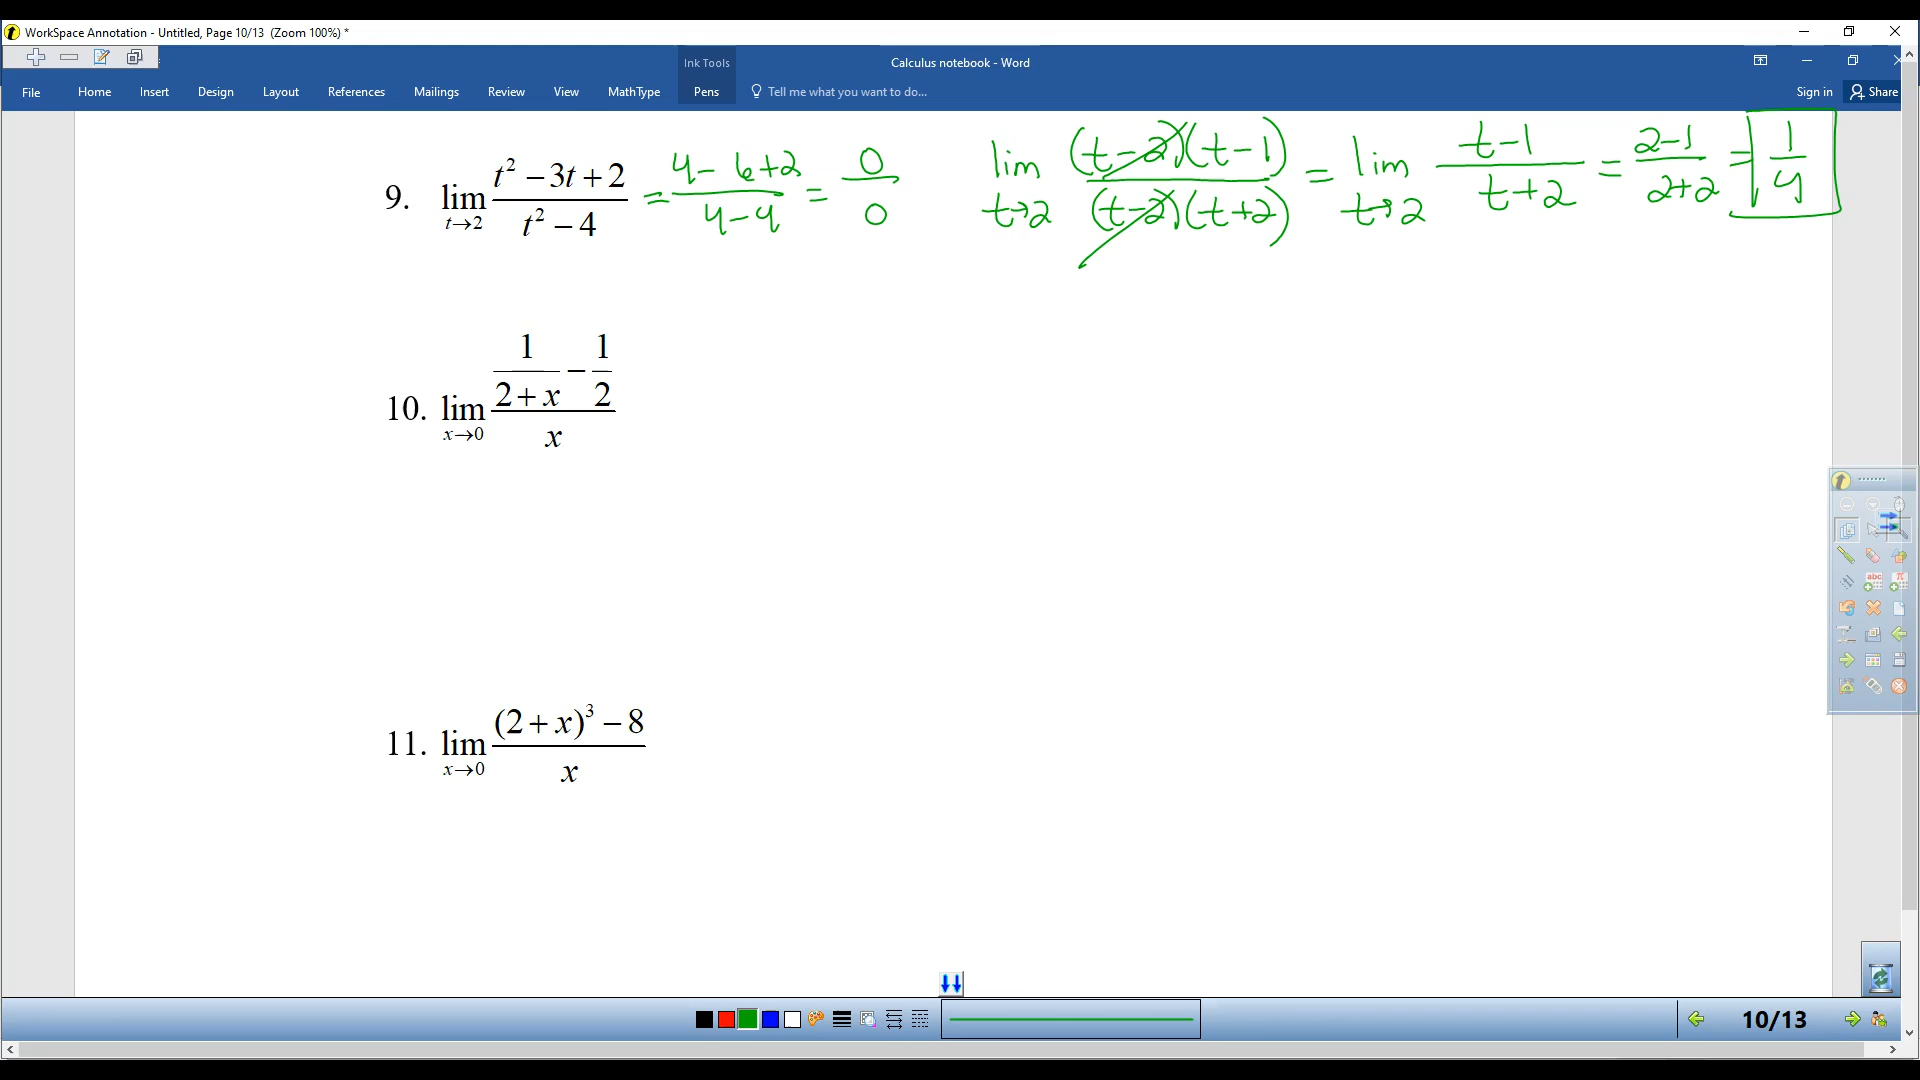 WorkSpace Annotation - Untitled, Page 10/13 (Zoom 100%) *
Ink Tools
Calculus notebook - Word
File Home Insert Design Layout References Mailings Review View MathType Pens Tell me what you want to do... Sign in Share
9. lim t→2 (t² − 3t + 2)/(t² − 4) = (4 − 6 + 2)/(4 − 4) = 0/0 lim t→2 ((t−2)(t−1))/((t−2)(t+2)) = lim t→2 (t−1)/(t+2) = (2−1)/(2+2) = 1/4
10. lim x→0 (1/(2 + x) − 1/2)/x
11. lim x→0 ((2 + x)³ − 8)/x
10/13